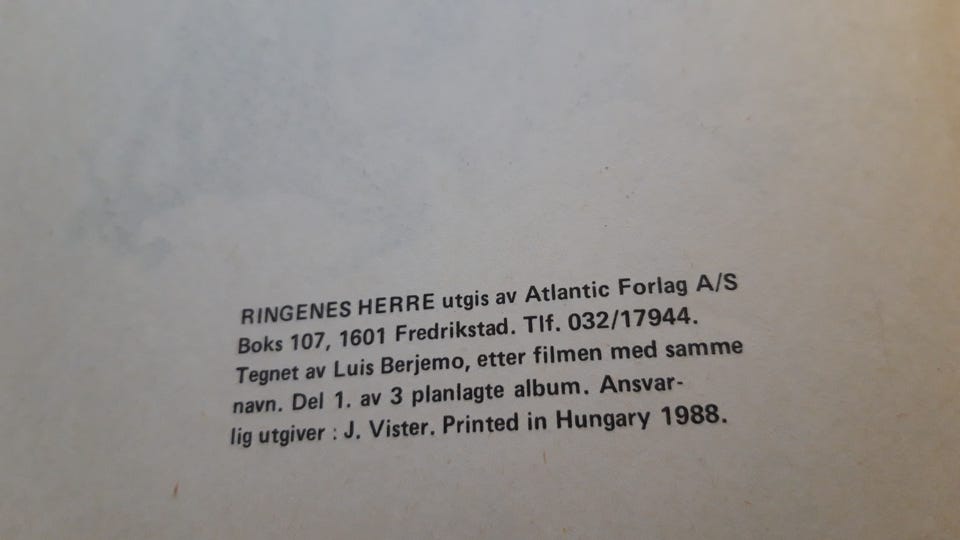 RINGENES HERRE utgis av Atlantic Forlag A/S
Boks 107, 1601 Fredrikstad. Tlf. 032/17944.
Tegnet av Luis Berjemo, etter filmen med samme
navn. Del 1. av 3 planlagte album. Ansvar-
lig utgiver : J. Vister. Printed in Hungary 1988.